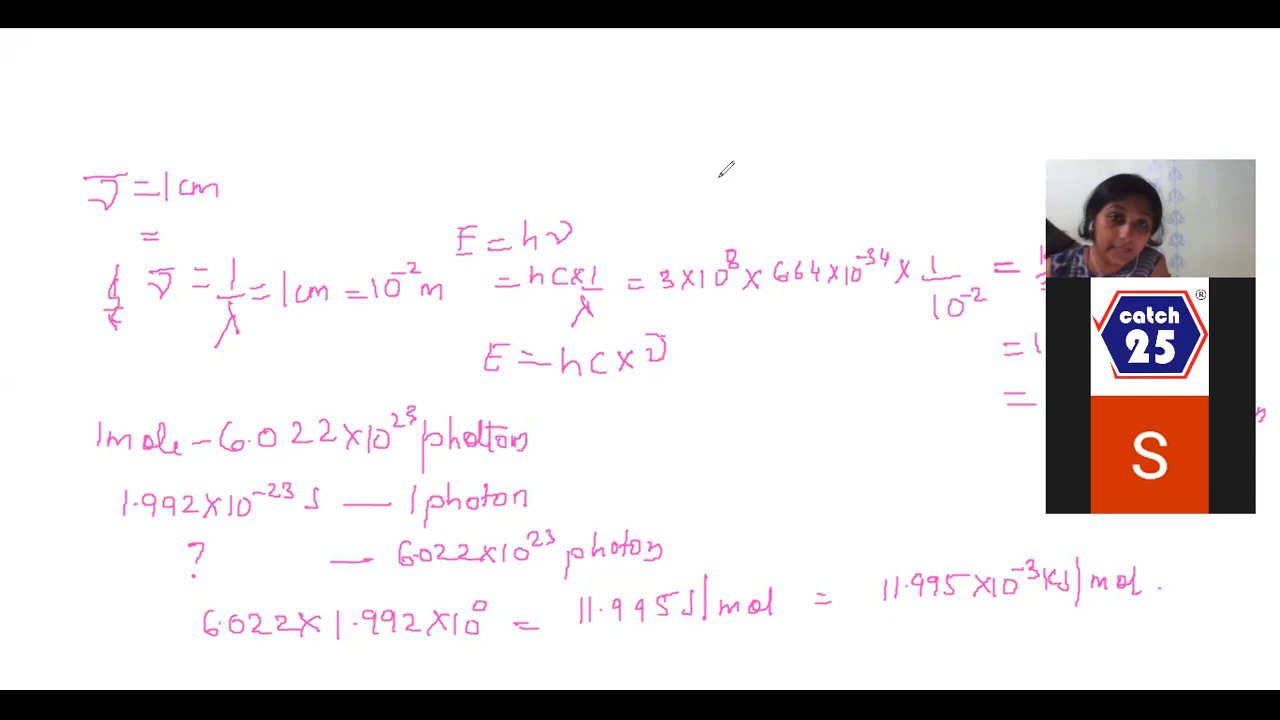 ν̄ = 1 cm
=
ν̄ = 1/λ = 1 cm = 10⁻² m
E = hν
= hc × 1/λ = 3 × 10⁸ × 6.64 × 10⁻³⁴ × 1/10⁻² =
E = hc × ν̄
=
=
1 mole – 6.022 × 10²³ photons
1.992 × 10⁻²³ J — 1 photon
? — 6.022 × 10²³ photons
6.022 × 1.992 × 10⁰ = 11.995 J/mol = 11.995 × 10⁻³ KJ/mol.
catch
25
®
S